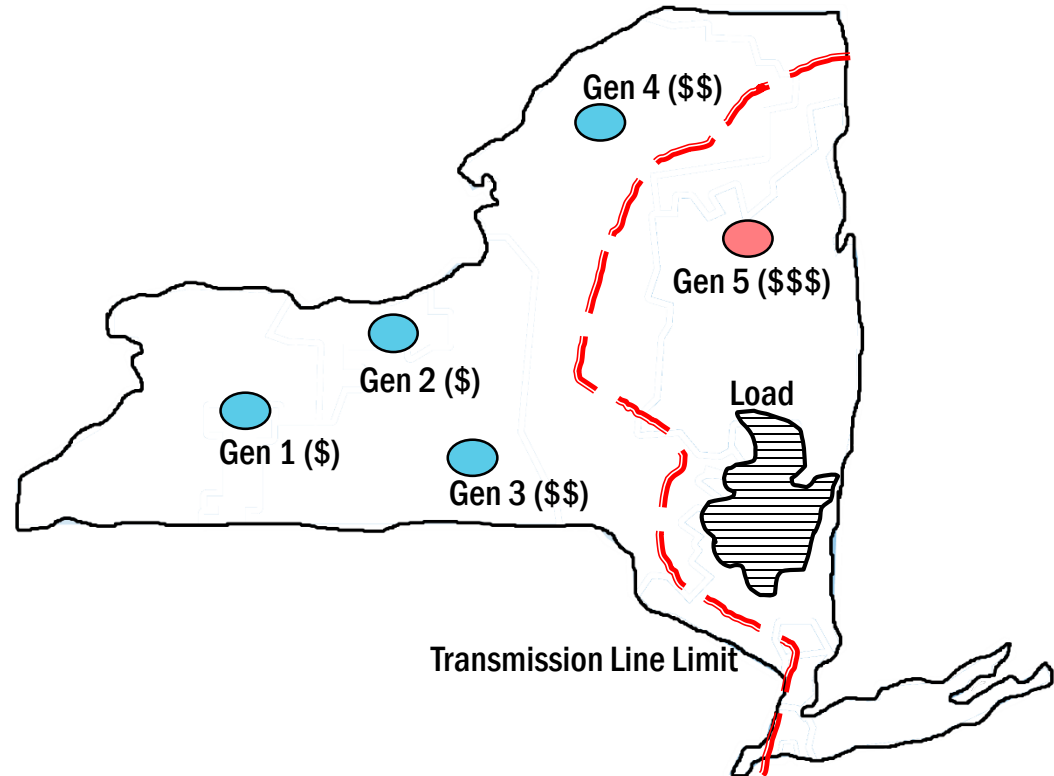 Gen 4 ($$)
Gen 5 ($$$)
Gen 2 ($)
Load
Gen 1 ($)
Gen 3 ($$)
Transmission Line Limit